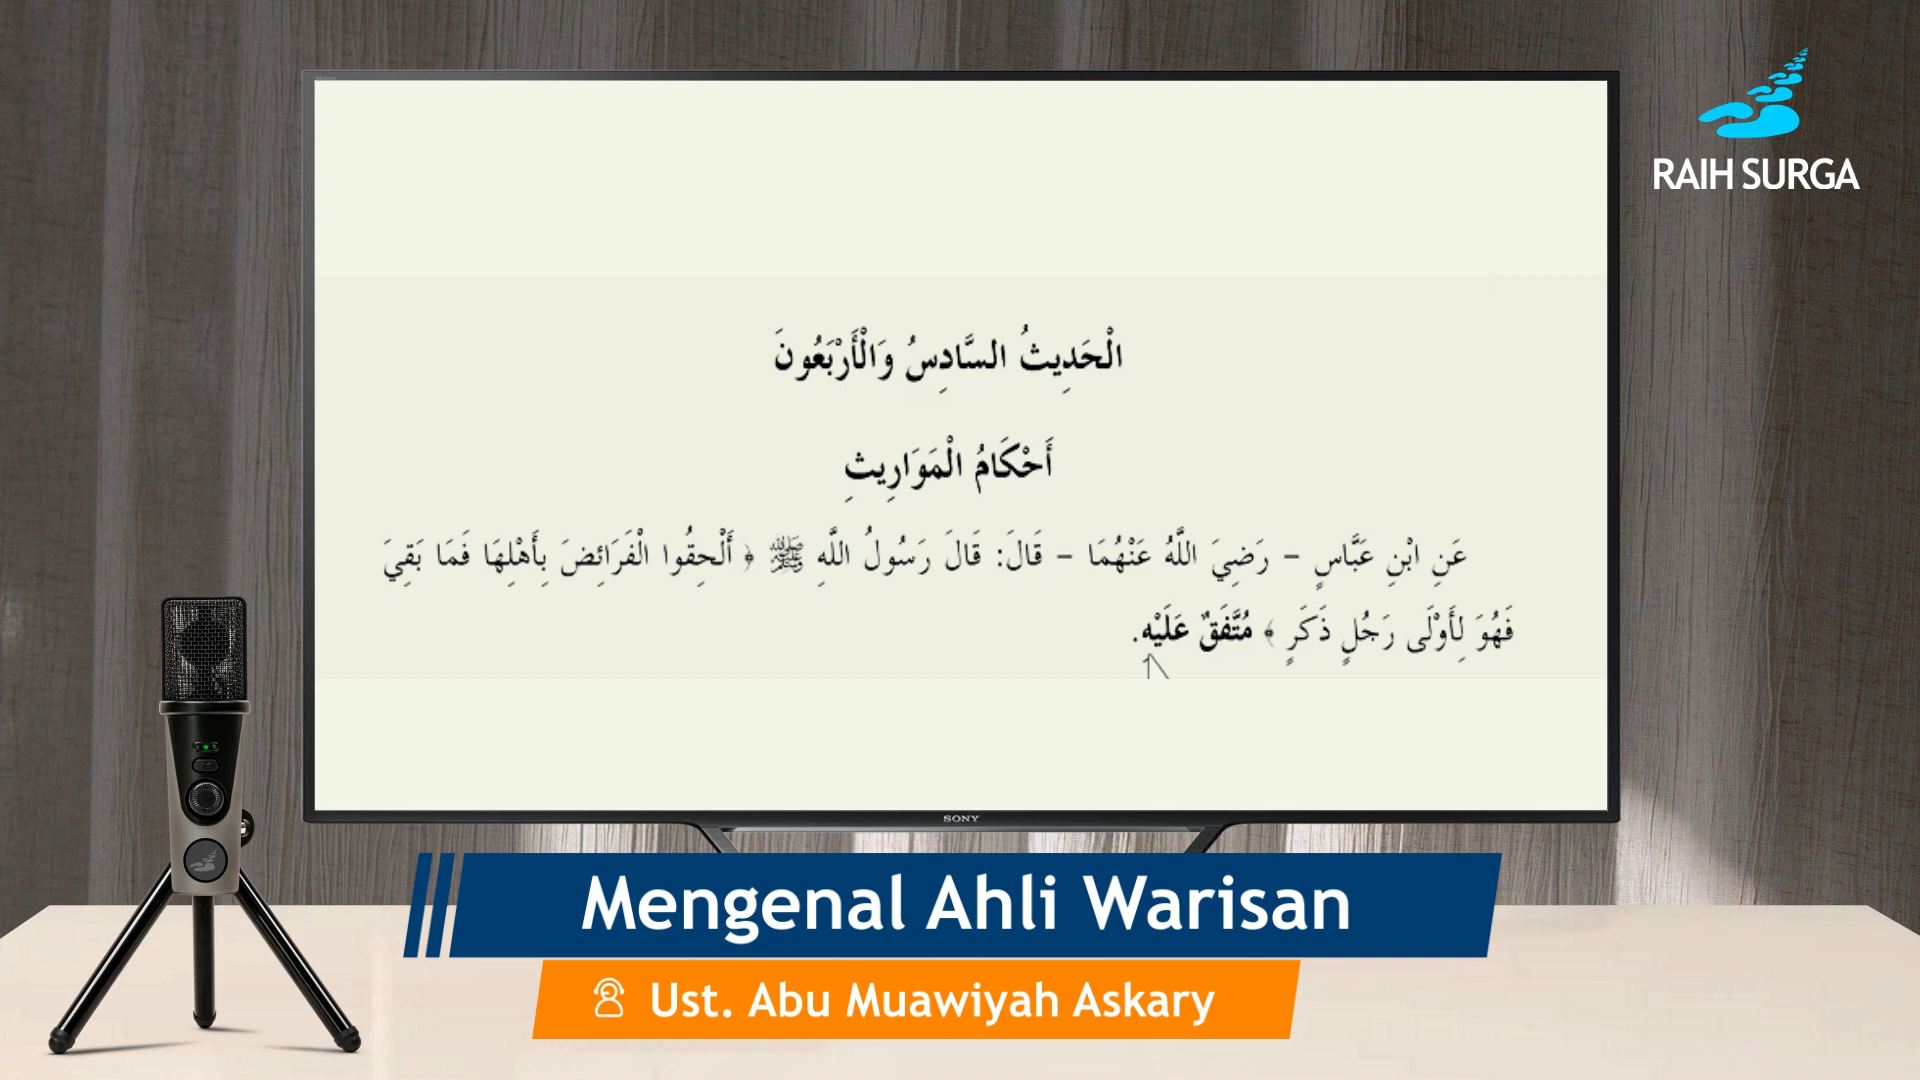 RAIH SURGA
الْحَدِيثُ السَّادِسُ وَالْأَرْبَعُونَ
أَحْكَامُ الْمَوَارِيثِ
عَنِ ابْنِ عَبَّاسٍ – رَضِيَ اللَّهُ عَنْهُمَا – قَالَ: قَالَ رَسُولُ اللَّهِ ﷺ ﴿ أَلْحِقُوا الْفَرَائِضَ بِأَهْلِهَا فَمَا بَقِيَ
فَهُوَ لِأَوْلَى رَجُلٍ ذَكَرٍ ﴾ مُتَّفَقٌ عَلَيْهِ.
SONY
Mengenal Ahli Warisan
Ust. Abu Muawiyah Askary